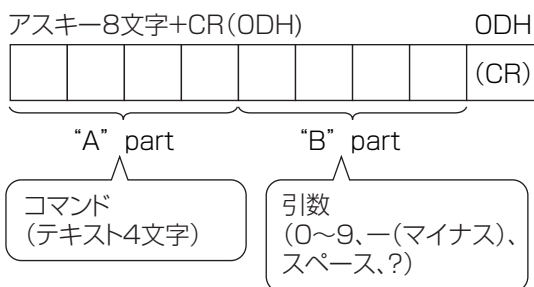 アスキー8文字+CR(0DH)
0DH
(CR)
“A” part
“B” part
コマンド
(テキスト4文字)
引数
(0〜9、ー(マイナス)、
スペース、?)